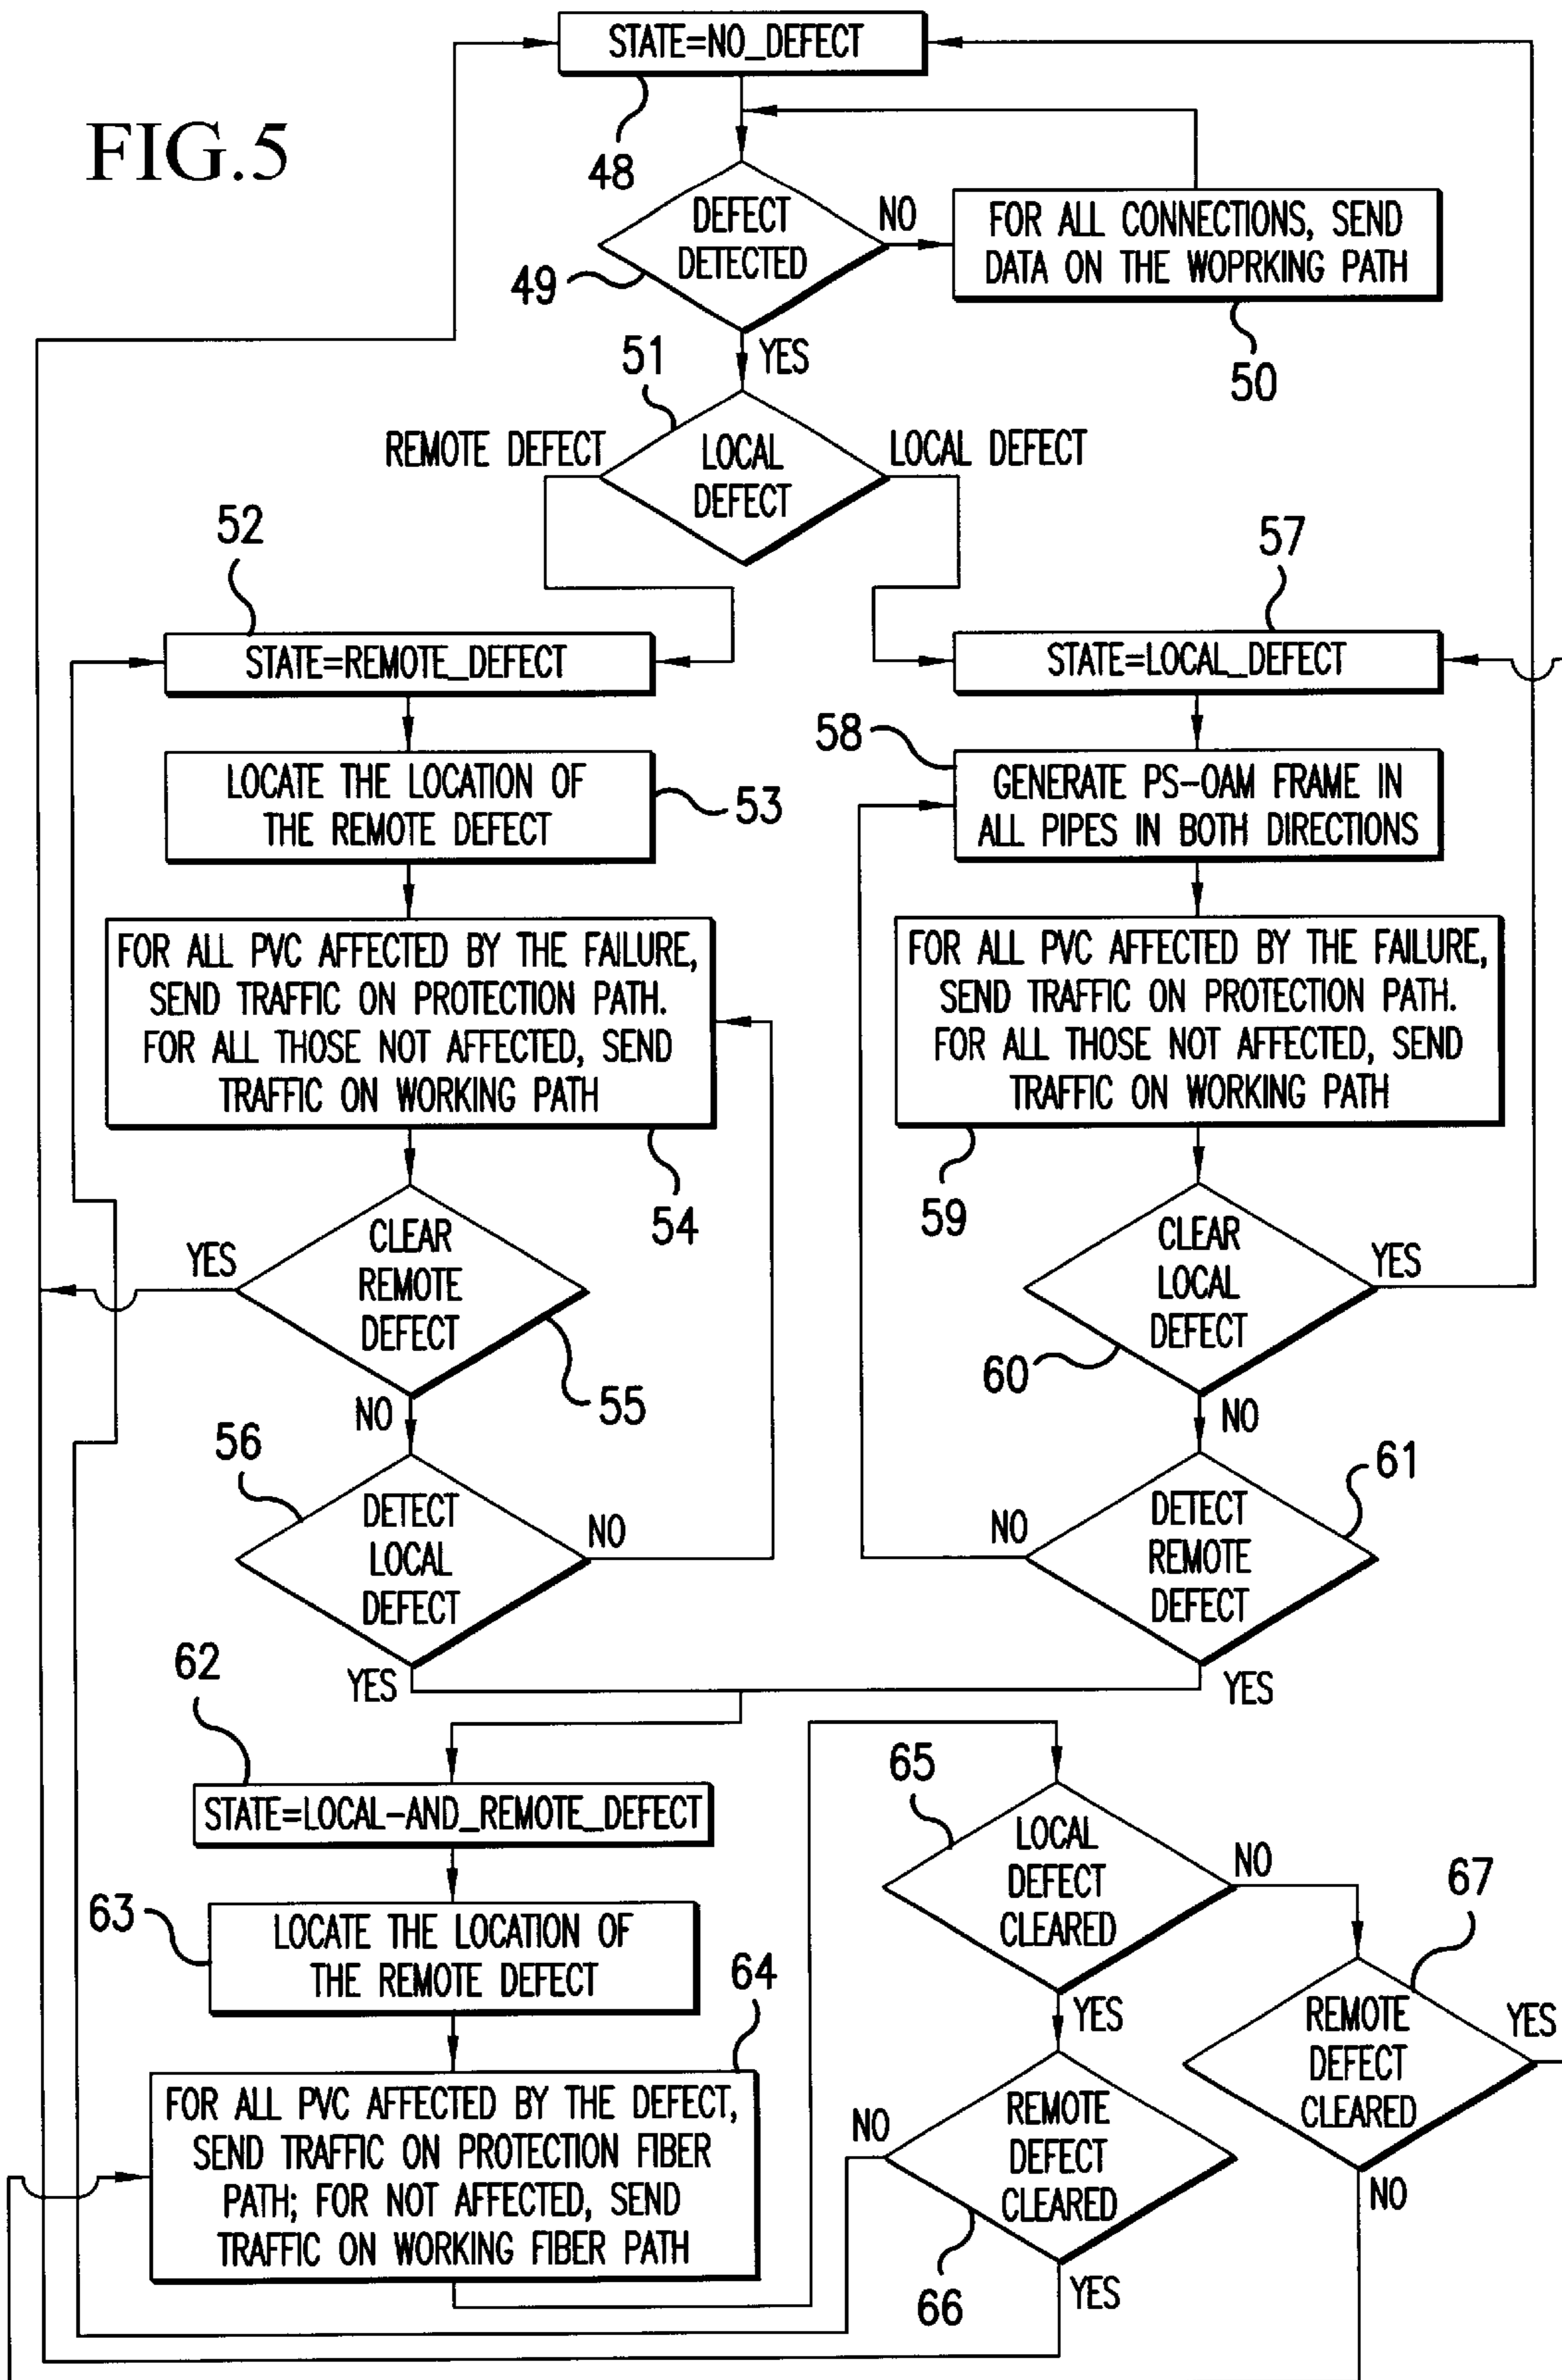 FIG.5
STATE=NO_DEFECT
48
DEFECT
DETECTED
49
NO
FOR ALL CONNECTIONS, SEND
DATA ON THE WOPRKING PATH
50
YES
51
REMOTE DEFECT
LOCAL
DEFECT
LOCAL DEFECT
52
STATE=REMOTE_DEFECT
57
STATE=LOCAL_DEFECT
LOCATE THE LOCATION OF
THE REMOTE DEFECT
53
58
GENERATE PS-OAM FRAME IN
ALL PIPES IN BOTH DIRECTIONS
FOR ALL PVC AFFECTED BY THE FAILURE,
SEND TRAFFIC ON PROTECTION PATH.
FOR ALL THOSE NOT AFFECTED, SEND
TRAFFIC ON WORKING PATH
54
FOR ALL PVC AFFECTED BY THE FAILURE,
SEND TRAFFIC ON PROTECTION PATH.
FOR ALL THOSE NOT AFFECTED, SEND
TRAFFIC ON WORKING PATH
59
YES
CLEAR
REMOTE
DEFECT
55
NO
CLEAR
LOCAL
DEFECT
YES
60
NO
56
DETECT
LOCAL
DEFECT
NO
YES
61
NO
DETECT
REMOTE
DEFECT
YES
62
STATE=LOCAL-AND_REMOTE_DEFECT
63
LOCATE THE LOCATION OF
THE REMOTE DEFECT
64
FOR ALL PVC AFFECTED BY THE DEFECT,
SEND TRAFFIC ON PROTECTION FIBER
PATH; FOR NOT AFFECTED, SEND
TRAFFIC ON WORKING FIBER PATH
65
LOCAL
DEFECT
CLEARED
NO
YES
67
REMOTE
DEFECT
CLEARED
YES
NO
NO
REMOTE
DEFECT
CLEARED
66
YES